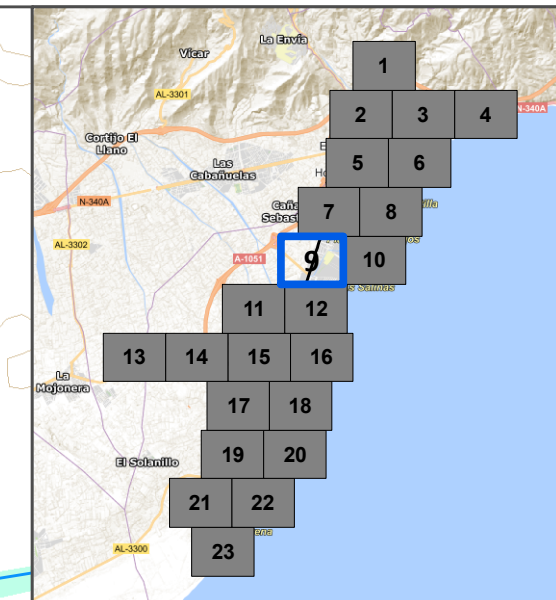 La Envía
Vícar
1
AL-3301
2 3 4
N-340A
Cortijo El
Llano
Las
Cabañuelas
5 6
N-340A
7 8
AL-3302
A-1051
9 10
Salinas
11 12
13 14 15 16
La
Mojonera
17 18
El Solanillo
19 20
21 22
AL-3300
23